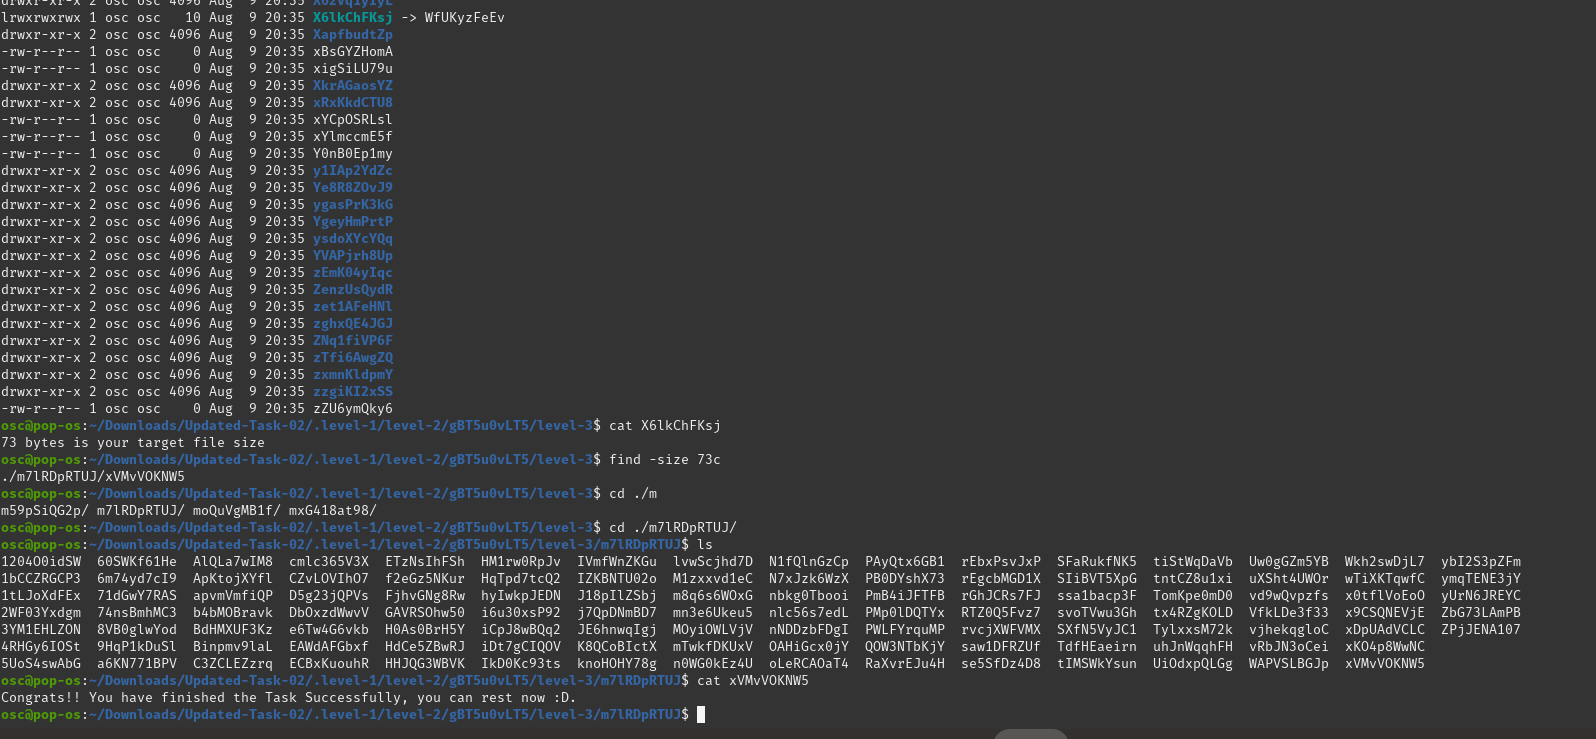 drwxr-xr-x 2 osc osc 4096 Aug  9 20:35
lrwxrwxrwx 1 osc osc   10 Aug  9 20:35 X6lkChFKsj -> WfUKyzFeEv
drwxr-xr-x 2 osc osc 4096 Aug  9 20:35 XapfbudtZp
-rw-r--r-- 1 osc osc    0 Aug  9 20:35 xBsGYZHomA
-rw-r--r-- 1 osc osc    0 Aug  9 20:35 xigSiLU79u
drwxr-xr-x 2 osc osc 4096 Aug  9 20:35 XkrAGaosYZ
drwxr-xr-x 2 osc osc 4096 Aug  9 20:35 xRxKkdCTU8
-rw-r--r-- 1 osc osc    0 Aug  9 20:35 xYCpOSRLsl
-rw-r--r-- 1 osc osc    0 Aug  9 20:35 xYlmccmE5f
-rw-r--r-- 1 osc osc    0 Aug  9 20:35 Y0nB0Ep1my
drwxr-xr-x 2 osc osc 4096 Aug  9 20:35 y1IAp2YdZc
drwxr-xr-x 2 osc osc 4096 Aug  9 20:35 Ye8R8ZOvJ9
drwxr-xr-x 2 osc osc 4096 Aug  9 20:35 ygasPrK3kG
drwxr-xr-x 2 osc osc 4096 Aug  9 20:35 YgeyHmPrtP
drwxr-xr-x 2 osc osc 4096 Aug  9 20:35 ysdoXYcYQq
drwxr-xr-x 2 osc osc 4096 Aug  9 20:35 YVAPjrh8Up
drwxr-xr-x 2 osc osc 4096 Aug  9 20:35 zEmK04yIqc
drwxr-xr-x 2 osc osc 4096 Aug  9 20:35 ZenzUsQydR
drwxr-xr-x 2 osc osc 4096 Aug  9 20:35 zet1AFeHNl
drwxr-xr-x 2 osc osc 4096 Aug  9 20:35 zghxQE4JGJ
drwxr-xr-x 2 osc osc 4096 Aug  9 20:35 ZNq1fiVP6F
drwxr-xr-x 2 osc osc 4096 Aug  9 20:35 zTfi6AwgZQ
drwxr-xr-x 2 osc osc 4096 Aug  9 20:35 zxmnKldpmY
drwxr-xr-x 2 osc osc 4096 Aug  9 20:35 zzgiKI2xSS
-rw-r--r-- 1 osc osc    0 Aug  9 20:35 zZU6ymQky6
osc@pop-os:~/Downloads/Updated-Task-02/.level-1/level-2/gBT5u0vLT5/level-3$ cat X6lkChFKsj
73 bytes is your target file size
osc@pop-os:~/Downloads/Updated-Task-02/.level-1/level-2/gBT5u0vLT5/level-3$ find -size 73c
./m7lRDpRTUJ/xVMvVOKNW5
osc@pop-os:~/Downloads/Updated-Task-02/.level-1/level-2/gBT5u0vLT5/level-3$ cd ./m
m59pSiQG2p/ m7lRDpRTUJ/ moQuVgMB1f/ mxG418at98/
osc@pop-os:~/Downloads/Updated-Task-02/.level-1/level-2/gBT5u0vLT5/level-3$ cd ./m7lRDpRTUJ/
osc@pop-os:~/Downloads/Updated-Task-02/.level-1/level-2/gBT5u0vLT5/level-3/m7lRDpRTUJ$ ls
1204O0idSW  60SWKf61He  AlQLa7wIM8  cmlc365V3X  ETzNsIhFSh  HM1rw0RpJv  IVmfWnZKGu  lvwScjhd7D  N1fQlnGzCp  PAyQtx6GB1  rEbxPsvJxP  SFaRukfNK5  tiStWqDaVb  Uw0gGZm5YB  Wkh2swDjL7  ybI2S3pZFm
1bCCZRGCP3  6m74yd7cI9  ApKtojXYfl  CZvLOVIhO7  f2eGz5NKur  HqTpd7tcQ2  IZKBNTU02o  M1zxxvd1eC  N7xJzk6WzX  PB0DYshX73  rEgcbMGD1X  SIiBVT5XpG  tntCZ8u1xi  uXSht4UWOr  wTiXKTqwfC  ymqTENE3jY
1tLJoXdFEx  71dGwY7RAS  apvmVmfiQP  D5g23jQPVs  FjhvGNg8Rw  hyIwkpJEDN  J18pIlZSbj  m8q6s6WOxG  nbkg0Tbooi  PmB4iJFTFB  rGhJCRs7FJ  ssa1bacp3F  TomKpe0mD0  vd9wQvpzfs  x0tflVoEoO  yUrN6JREYC
2WF03Yxdgm  74nsBmhMC3  b4bMOBravk  DbOxzdWwvV  GAVRSOhw50  i6u30xsP92  j7QpDNmBD7  mn3e6Ukeu5  nlc56s7edL  PMp0lDQTYx  RTZ0Q5Fvz7  svoTVwu3Gh  tx4RZgKOLD  VfkLDe3f33  x9CSQNEVjE  ZbG73LAmPB
3YM1EHLZON  8VB0glwYod  BdHMXUF3Kz  e6Tw4G6vkb  H0As0BrH5Y  iCpJ8wBQq2  JE6hnwqIgj  MOyiOWLVjV  nNDDzbFDgI  PWLFYrquMP  rvcjXWFVMX  SXfN5VyJC1  TylxxsM72k  vjhekqgloC  xDpUAdVCLC  ZPjJENA107
4RHGy6IOSt  9HqP1kDuSl  Binpmv9laL  EAWdAFGbxf  HdCe5ZBwRJ  iDt7gCIQOV  K8QCoBIctX  mTwkfDKUxV  OAHiGcx0jY  QOW3NTbKjY  saw1DFRZUf  TdfHEaeirn  uhJnWqqhFH  vRbJN3oCei  xKO4p8WwNC
5UoS4swAbG  a6KN771BPV  C3ZCLEZzrq  ECBxKuouhR  HHJQG3WBVK  IkD0Kc93ts  knoHOHY78g  n0WG0kEz4U  oLeRCAOaT4  RaXvrEJu4H  se5SfDz4D8  tIMSWkYsun  UiOdxpQLGg  WAPVSLBGJp  xVMvVOKNW5
osc@pop-os:~/Downloads/Updated-Task-02/.level-1/level-2/gBT5u0vLT5/level-3/m7lRDpRTUJ$ cat xVMvVOKNW5
Congrats!! You have finished the Task Successfully, you can rest now :D.
osc@pop-os:~/Downloads/Updated-Task-02/.level-1/level-2/gBT5u0vLT5/level-3/m7lRDpRTUJ$